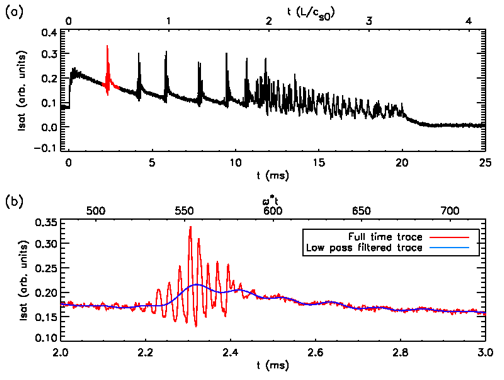 (a)
t (L/c_s0)
0 1 2 3 4
Isat (arb. units)
0.4
0.3
0.2
0.1
0.0
-0.1
0 5 10 15 20 25
t (ms)
(b)
ϖ*t
500 550 600 650 700
Isat (arb. units)
0.35
0.30
0.25
0.20
0.15
0.10
Full time trace
Low pass filtered trace
2.0 2.2 2.4 2.6 2.8 3.0
t (ms)